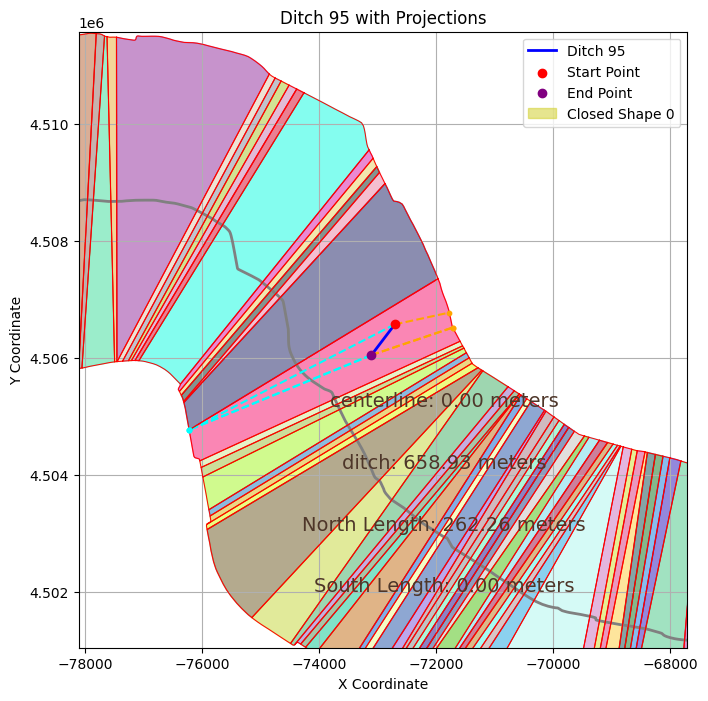 Ditch 95 with Projections
1e6
Ditch 95
Start Point
End Point
Closed Shape 0
4.510
4.508
4.506
4.504
4.502
Y Coordinate
centerline: 0.00 meters
ditch: 658.93 meters
North Length: 262.26 meters
South Length: 0.00 meters
−78000 −76000 −74000 −72000 −70000 −68000
X Coordinate